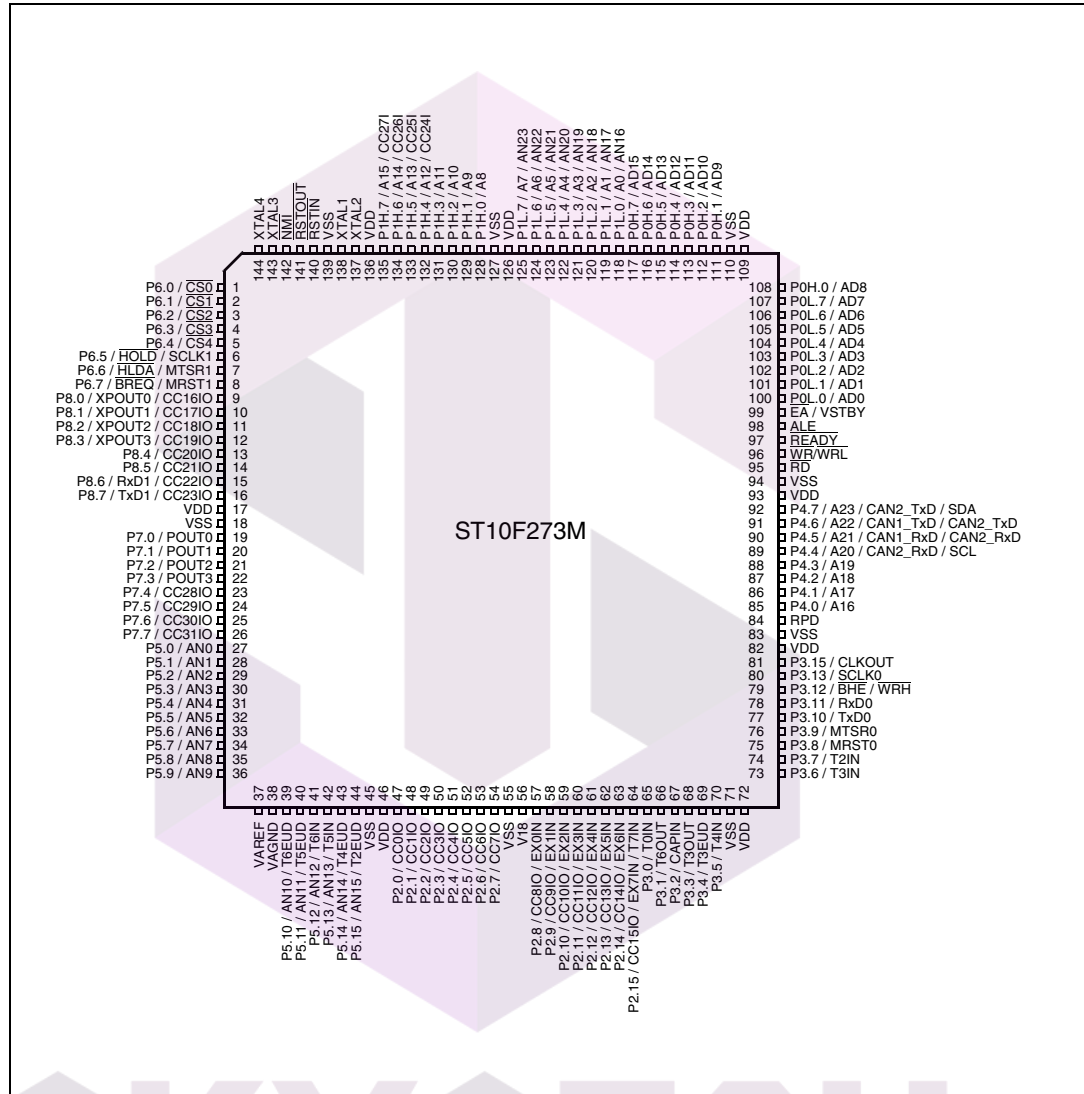 XTAL4
XTAL3
NMI
RSTOUT
RSTIN
VSS
XTAL1
XTAL2
VDD
P1H.7 / A15 / CC27I
P1H.6 / A14 / CC26I
P1H.5 / A13 / CC25I
P1H.4 / A12 / CC24I
P1H.3 / A11
P1H.2 / A10
P1H.1 / A9
P1H.0 / A8
VSS
VDD
P1L.7 / A7 / AN23
P1L.6 / A6 / AN22
P1L.5 / A5 / AN21
P1L.4 / A4 / AN20
P1L.3 / A3 / AN19
P1L.2 / A2 / AN18
P1L.1 / A1 / AN17
P1L.0 / A0 / AN16
P0H.7 / AD15
P0H.6 / AD14
P0H.5 / AD13
P0H.4 / AD12
P0H.3 / AD11
P0H.2 / AD10
P0H.1 / AD9
VSS
VDD
144 143 142 141 140 139 138 137 136 135 134 133 132 131 130 129 128 127 126 125 124 123 122 121 120 119 118 117 116 115 114 113 112 111 110 109
P6.0 / CS0 1
P6.1 / CS1 2
P6.2 / CS2 3
P6.3 / CS3 4
P6.4 / CS4 5
P6.5 / HOLD / SCLK1 6
P6.6 / HLDA / MTSR1 7
P6.7 / BREQ / MRST1 8
P8.0 / XPOUT0 / CC16IO 9
P8.1 / XPOUT1 / CC17IO 10
P8.2 / XPOUT2 / CC18IO 11
P8.3 / XPOUT3 / CC19IO 12
P8.4 / CC20IO 13
P8.5 / CC21IO 14
P8.6 / RxD1 / CC22IO 15
P8.7 / TxD1 / CC23IO 16
VDD 17
VSS 18
P7.0 / POUT0 19
P7.1 / POUT1 20
P7.2 / POUT2 21
P7.3 / POUT3 22
P7.4 / CC28IO 23
P7.5 / CC29IO 24
P7.6 / CC30IO 25
P7.7 / CC31IO 26
P5.0 / AN0 27
P5.1 / AN1 28
P5.2 / AN2 29
P5.3 / AN3 30
P5.4 / AN4 31
P5.5 / AN5 32
P5.6 / AN6 33
P5.7 / AN7 34
P5.8 / AN8 35
P5.9 / AN9 36
ST10F273M
108 P0H.0 / AD8
107 P0L.7 / AD7
106 P0L.6 / AD6
105 P0L.5 / AD5
104 P0L.4 / AD4
103 P0L.3 / AD3
102 P0L.2 / AD2
101 P0L.1 / AD1
100 P0L.0 / AD0
99 EA / VSTBY
98 ALE
97 READY
96 WR/WRL
95 RD
94 VSS
93 VDD
92 P4.7 / A23 / CAN2_TxD / SDA
91 P4.6 / A22 / CAN1_TxD / CAN2_TxD
90 P4.5 / A21 / CAN1_RxD / CAN2_RxD
89 P4.4 / A20 / CAN2_RxD / SCL
88 P4.3 / A19
87 P4.2 / A18
86 P4.1 / A17
85 P4.0 / A16
84 RPD
83 VSS
82 VDD
81 P3.15 / CLKOUT
80 P3.13 / SCLK0
79 P3.12 / BHE / WRH
78 P3.11 / RxD0
77 P3.10 / TxD0
76 P3.9 / MTSR0
75 P3.8 / MRST0
74 P3.7 / T2IN
73 P3.6 / T3IN
37 38 39 40 41 42 43 44 45 46 47 48 49 50 51 52 53 54 55 56 57 58 59 60 61 62 63 64 65 66 67 68 69 70 71 72
VAREF
VAGND
P5.10 / AN10 / T6EUD
P5.11 / AN11 / T5EUD
P5.12 / AN12 / T6IN
P5.13 / AN13 / T5IN
P5.14 / AN14 / T4EUD
P5.15 / AN15 / T2EUD
VSS
VDD
P2.0 / CC0IO
P2.1 / CC1IO
P2.2 / CC2IO
P2.3 / CC3IO
P2.4 / CC4IO
P2.5 / CC5IO
P2.6 / CC6IO
P2.7 / CC7IO
VSS
V18
P2.8 / CC8IO / EX0IN
P2.9 / CC9IO / EX1IN
P2.10 / CC10IO / EX2IN
P2.11 / CC11IO / EX3IN
P2.12 / CC12IO / EX4IN
P2.13 / CC13IO / EX5IN
P2.14 / CC14IO / EX6IN
P2.15 / CC15IO / EX7IN / T7IN
P3.0 / T0IN
P3.1 / T6OUT
P3.2 / CAPIN
P3.3 / T3OUT
P3.4 / T3EUD
P3.5 / T4IN
VSS
VDD